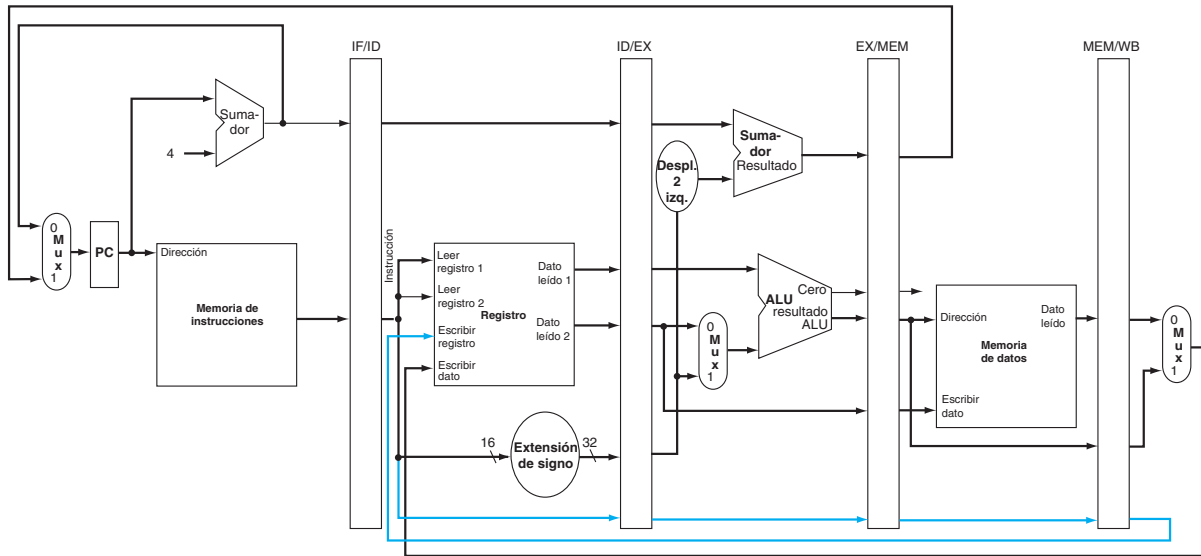 IF/ID
ID/EX
EX/MEM
MEM/WB
Suma-
dor
4
Suma-
dor
Resultado
Despl.
2
izq.
0
M
u
x
1
PC
Dirección
Memoria de
instrucciones
Instrucción
Leer
registro 1
Leer
registro 2
Escribir
registro
Escribir
dato
Registro
Dato
leído 1
Dato
leído 2
0
M
u
x
1
Cero
ALU
resultado
ALU
Dirección
Dato
leído
Memoria
de datos
Escribir
dato
0
M
u
x
1
16
Extensión
de signo
32